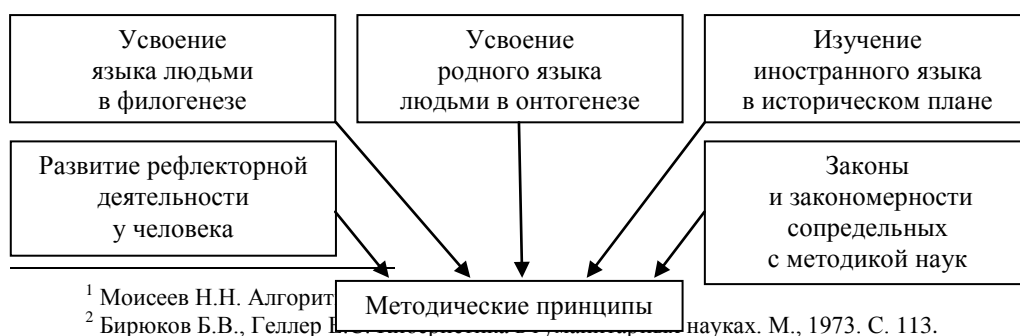 Усвоение
языка людьми
в филогенезе
Усвоение
родного языка
людьми в онтогенезе
Изучение
иностранного языка
в историческом плане
Развитие рефлекторной
деятельности
у человека
Законы
и закономерности
сопредельных
с методикой наук
Методические принципы
1 Моисеев Н.Н. Алгорит
2 Бирюков Б.В., Геллер науках. М., 1973. С. 113.